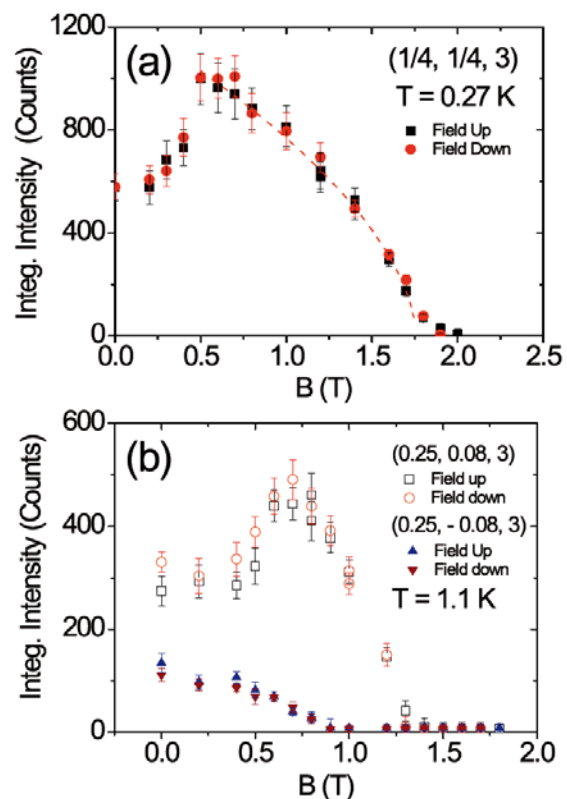 1200
900
600
300
0
Integ. Intensity (Counts)
(a)
(1/4, 1/4, 3)
T = 0.27 K
Field Up
Field Down
0.0 0.5 1.0 1.5 2.0 2.5
B (T)
600
400
200
0
Integ. Intensity (Counts)
(b)
(0.25, 0.08, 3)
Field up
Field down
(0.25, - 0.08, 3)
Field Up
Field down
T = 1.1 K
0.0 0.5 1.0 1.5 2.0
B (T)